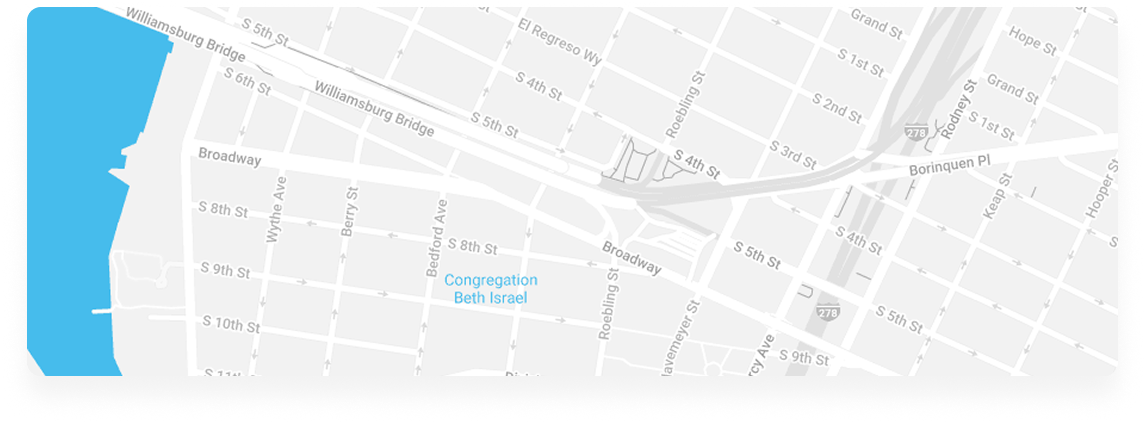 Williamsburg Bridge
S 5th St
El Regreso Wy
Grand St
Hope St
S 1st St
S 6th St
Williamsburg Bridge
S 4th St
Roebling St
S 2nd St
Grand St
Rodney St
S 1st St
S 5th St
278
Broadway
S 4th St
S 3rd St
Borinquen Pl
Wythe Ave
Berry St
Bedford Ave
Keap St
Hooper St
S 8th St
S 8th St
Broadway
S 5th St
S 4th St
S 9th St
Congregation
Beth Israel
Roebling St
278
S 5th St
S 10th St
S 9th St